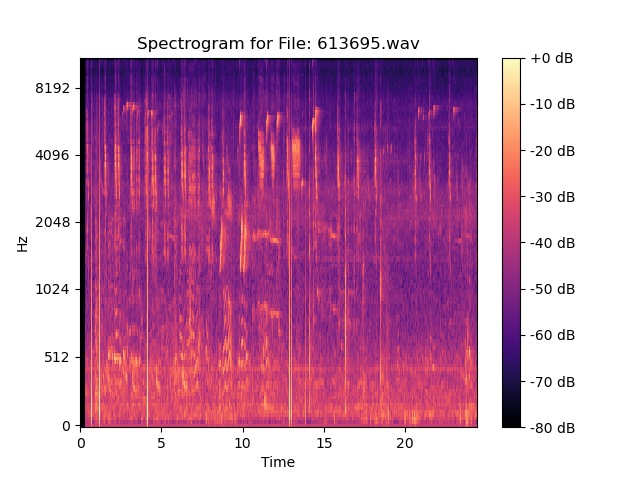 Spectrogram for File: 613695.wav
+0 dB
8192
-10 dB
4096
-20 dB
-30 dB
2048
-40 dB
Hz
1024
-50 dB
-60 dB
512
-70 dB
0
-80 dB
0 5 10 15 20
Time